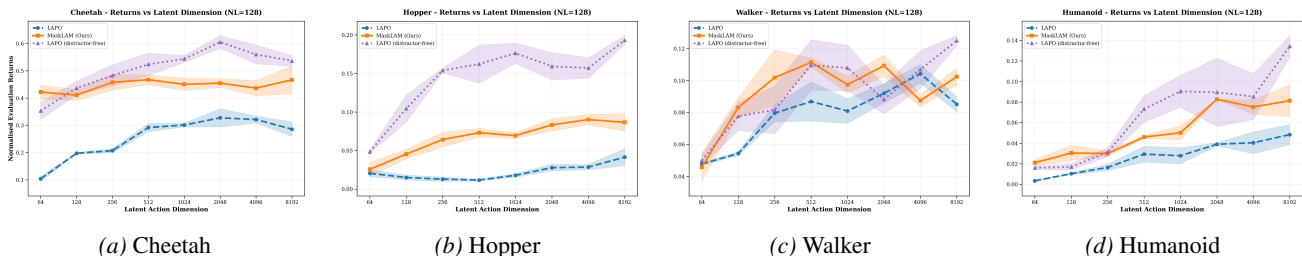 Cheetah - Returns vs Latent Dimension (NL=128)
LAPO
MaskLAM (Ours)
LAPO (distractor-free)
Normalised Evaluation Returns
0.6
0.5
0.4
0.3
0.2
0.1
64 128 256 512 1024 2048 4096 8192
Latent Action Dimension
(a) Cheetah
Hopper - Returns vs Latent Dimension (NL=128)
LAPO
MaskLAM (Ours)
LAPO (distractor-free)
0.20
0.15
0.10
0.05
0.00
64 128 256 512 1024 2048 4096 8192
Latent Action Dimension
(b) Hopper
Walker - Returns vs Latent Dimension (NL=128)
LAPO
MaskLAM (Ours)
LAPO (distractor-free)
0.12
0.10
0.08
0.06
0.04
64 128 256 512 1024 2048 4096 8192
Latent Action Dimension
(c) Walker
Humanoid - Returns vs Latent Dimension (NL=128)
LAPO
MaskLAM (Ours)
LAPO (distractor-free)
0.14
0.12
0.10
0.08
0.06
0.04
0.02
0.00
64 128 256 512 1024 2048 4096 8192
Latent Action Dimension
(d) Humanoid